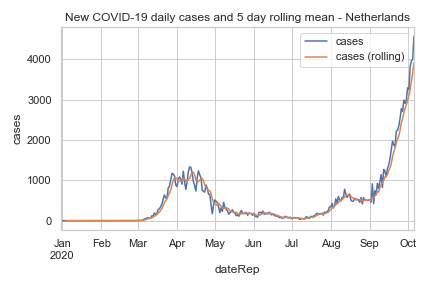 New COVID-19 daily cases and 5 day rolling mean - Netherlands
cases
cases (rolling)
4000
3000
2000
1000
0
cases
Jan Feb Mar Apr May Jun Jul Aug Sep Oct
2020
dateRep